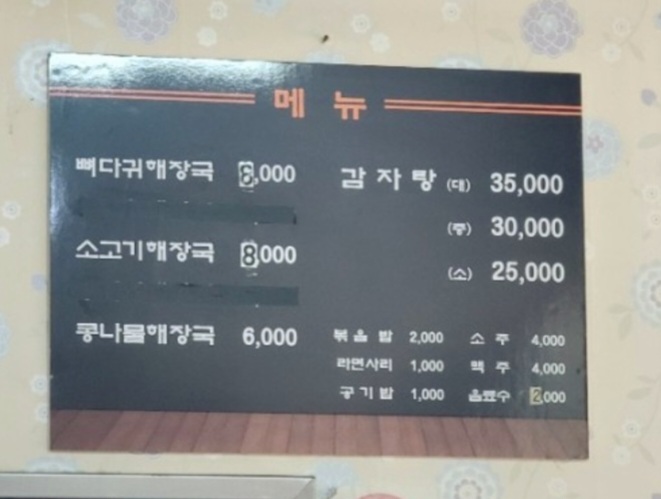 메뉴
뼈다귀해장국 8,000
소고기해장국 8,000
콩나물해장국 6,000
감자탕 (대) 35,000
(중) 30,000
(소) 25,000
볶음밥 2,000
라면사리 1,000
공기밥 1,000
소주 4,000
맥주 4,000
음료수 2,000